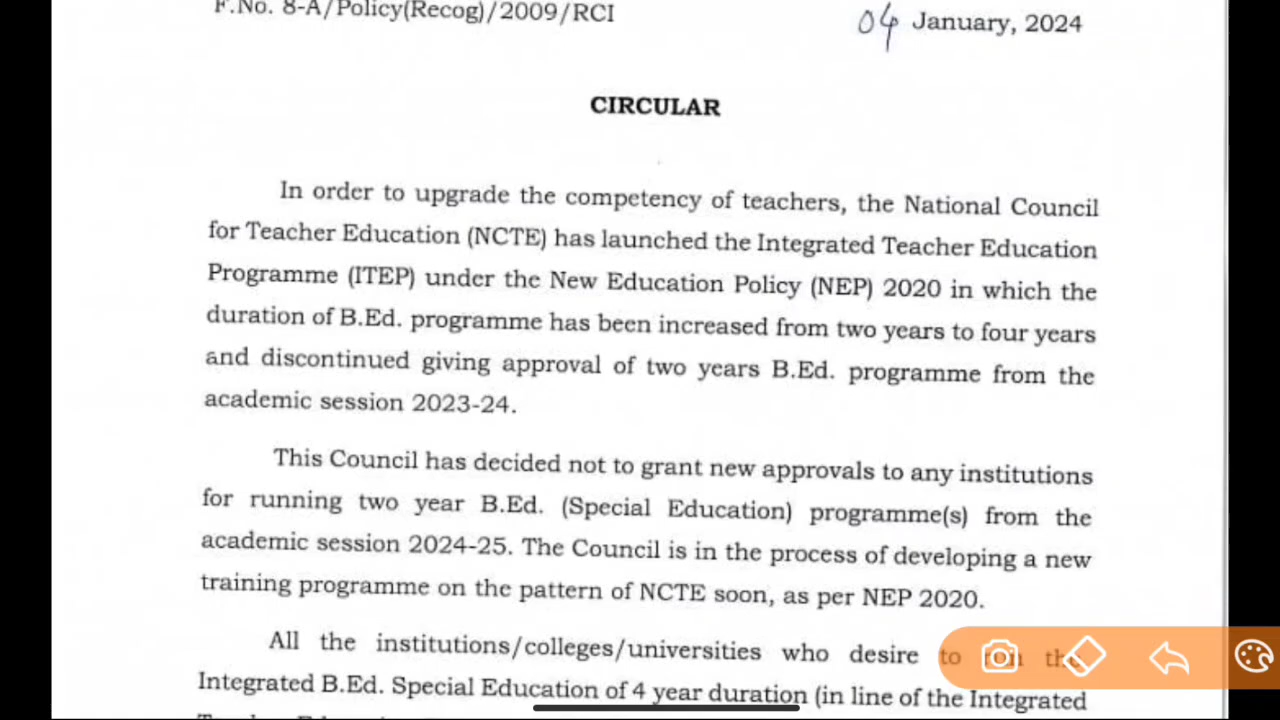 F.No. 8-A/Policy(Recog)/2009/RCI
04 January, 2024
CIRCULAR
In order to upgrade the competency of teachers, the National Council
for Teacher Education (NCTE) has launched the Integrated Teacher Education
Programme (ITEP) under the New Education Policy (NEP) 2020 in which the
duration of B.Ed. programme has been increased from two years to four years
and discontinued giving approval of two years B.Ed. programme from the
academic session 2023-24.
This Council has decided not to grant new approvals to any institutions
for running two year B.Ed. (Special Education) programme(s) from the
academic session 2024-25. The Council is in the process of developing a new
training programme on the pattern of NCTE soon, as per NEP 2020.
All the institutions/colleges/universities who desire to run the
Integrated B.Ed. Special Education of 4 year duration (in line of the Integrated